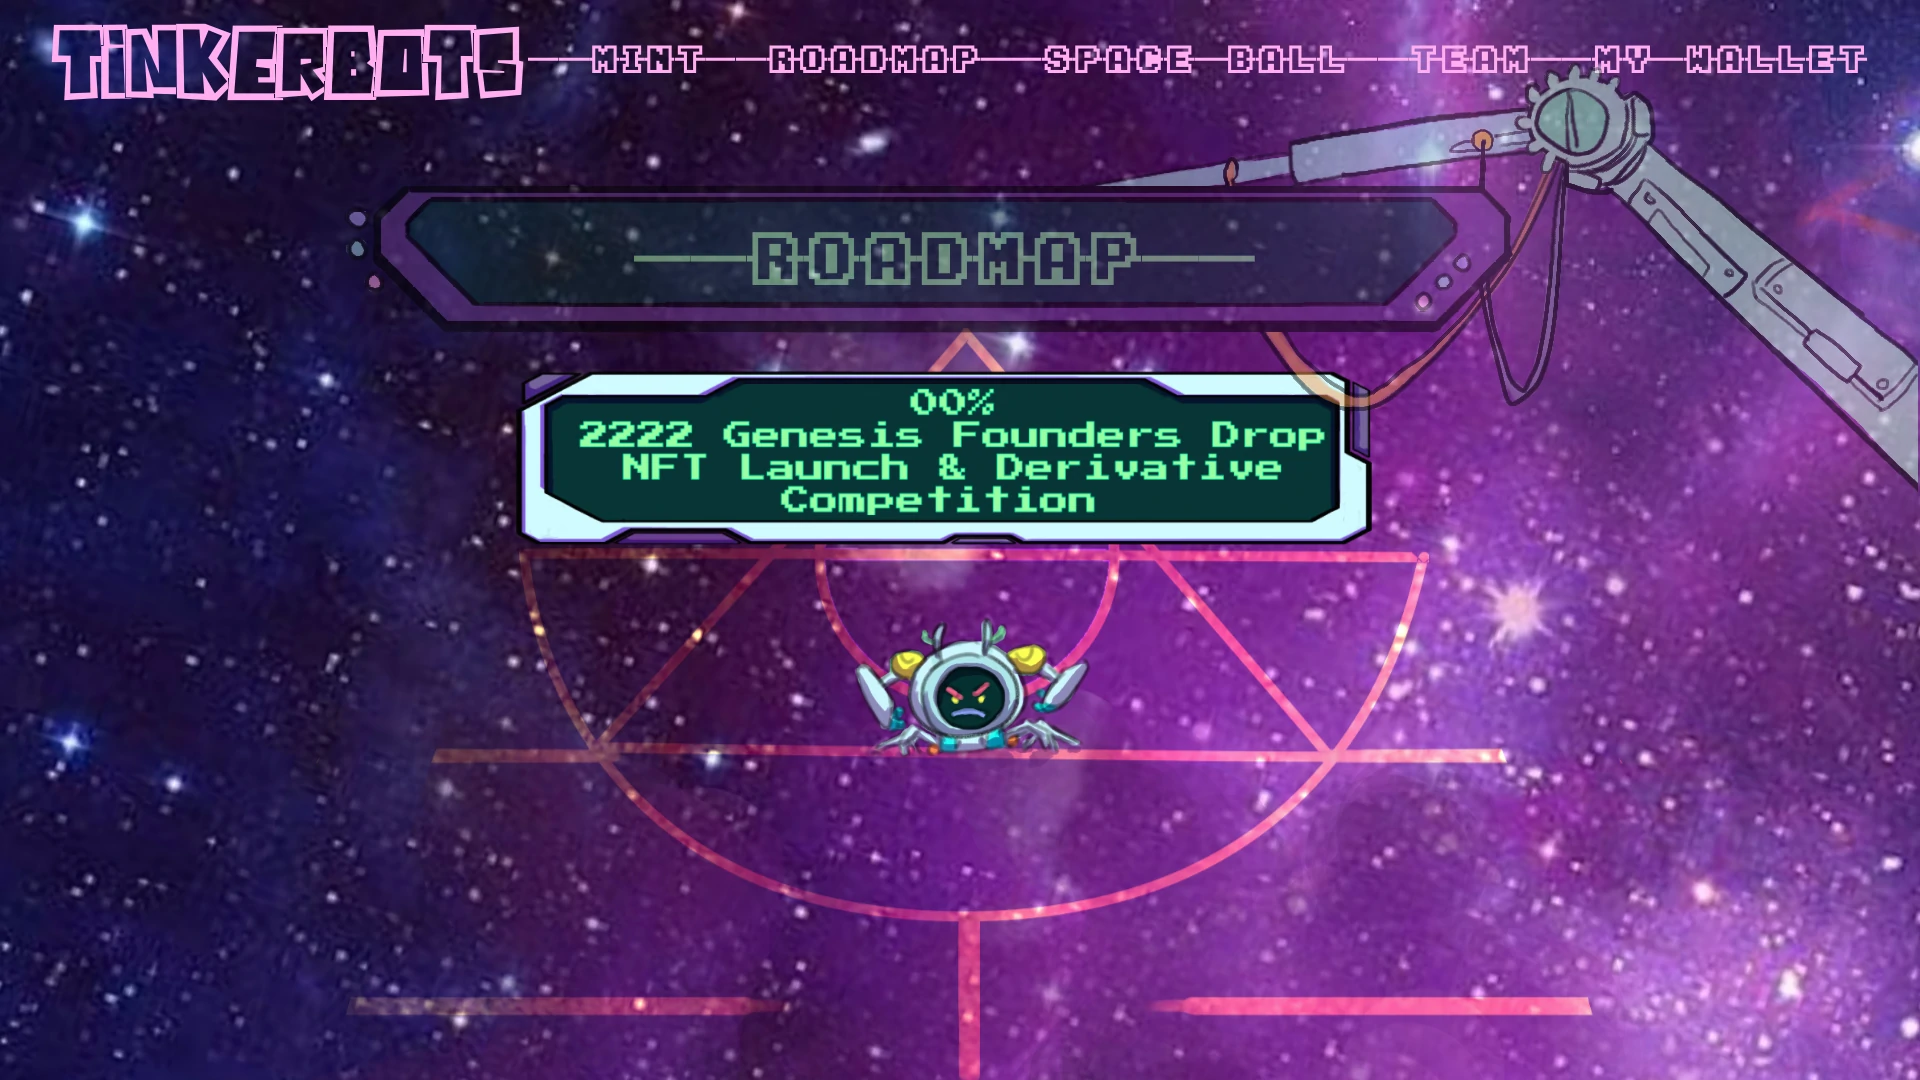 TiNKERBOTS
MINT ROADMAP SPACE BALL TEAM MY WALLET
ROADMAP
00%
2222 Genesis Founders Drop
NFT Launch & Derivative
Competition